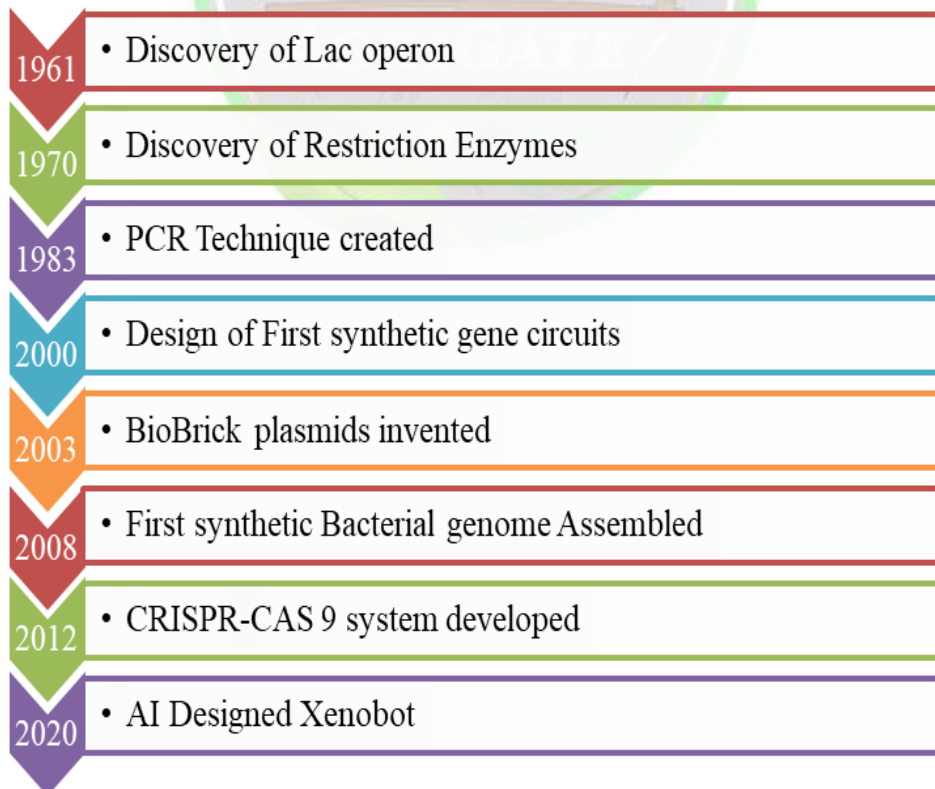 1961 • Discovery of Lac operon
1970 • Discovery of Restriction Enzymes
1983 • PCR Technique created
2000 • Design of First synthetic gene circuits
2003 • BioBrick plasmids invented
2008 • First synthetic Bacterial genome Assembled
2012 • CRISPR-CAS 9 system developed
2020 • AI Designed Xenobot